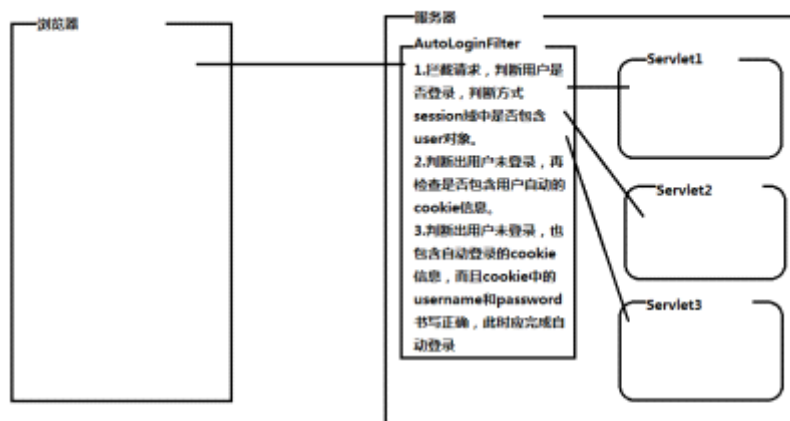 浏览器
服务器
AutoLoginFilter
1.拦截请求，判断用户是
否登录，判断方式
session域中是否包含
user对象。
2.判断出用户未登录，再
检查是否包含用户自动的
cookie信息。
3.判断出用户未登录，也
包含自动登录的cookie
信息，而且cookie中的
username和password
书写正确，此时应完成自
动登录
Servlet1
Servlet2
Servlet3